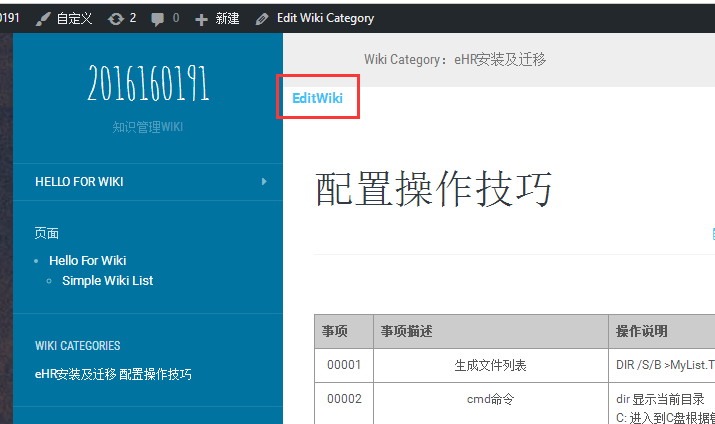 0191 自定义 2 0 新建 Edit Wiki Category
Wiki Category：eHR安装及迁移
2016160191
知识管理WIKI
EditWiki
HELLO FOR WIKI
配置操作技巧
页面
Hello For Wiki
Simple Wiki List
WIKI CATEGORIES
eHR安装及迁移 配置操作技巧
事项 事项描述 操作说明
00001 生成文件列表 DIR /S/B >MyList.T
00002 cmd命令 dir 显示当前目录
C: 进入到C盘根据